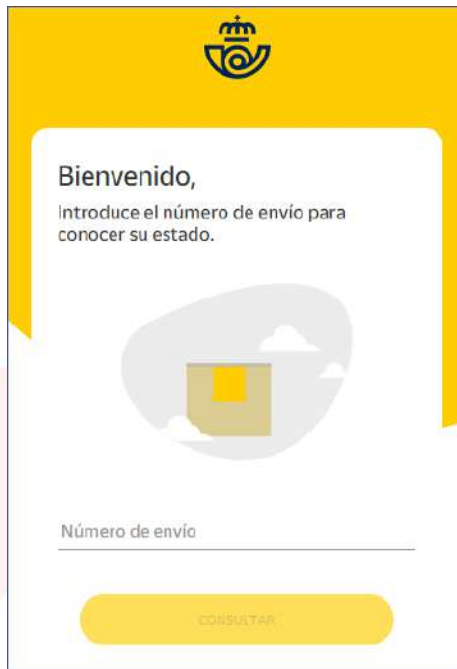 Bienvenido,
Introduce el número de envío para
conocer su estado.
Número de envío
CONSULTAR